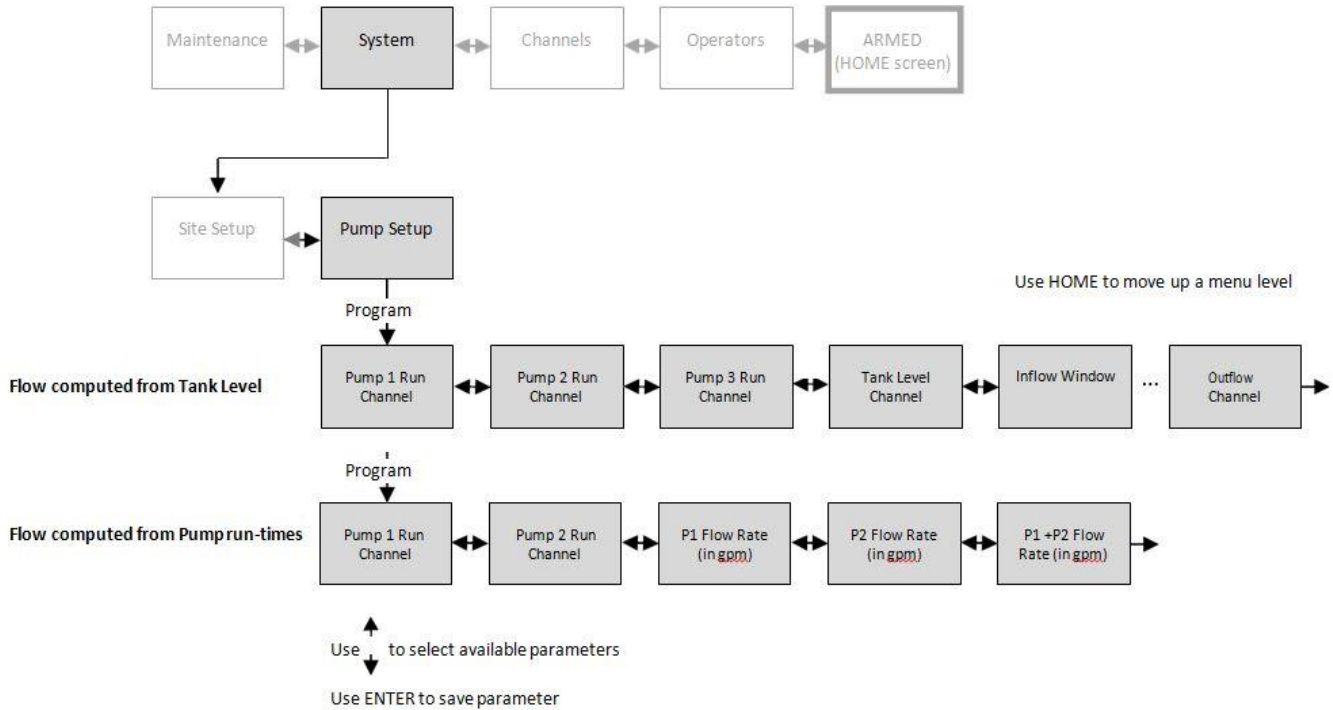 Maintenance
System
Channels
Operators
ARMED
(HOME screen)
Site Setup
Pump Setup
Use HOME to move up a menu level
Program
Flow computed from Tank Level
Pump 1 Run
Channel
Pump 2 Run
Channel
Pump 3 Run
Channel
Tank Level
Channel
Inflow Window
...
Outflow
Channel
Program
Flow computed from Pump run-times
Pump 1 Run
Channel
Pump 2 Run
Channel
P1 Flow Rate
(in gpm)
P2 Flow Rate
(in gpm)
P1 +P2 Flow
Rate (in gpm)
Use to select available parameters
Use ENTER to save parameter